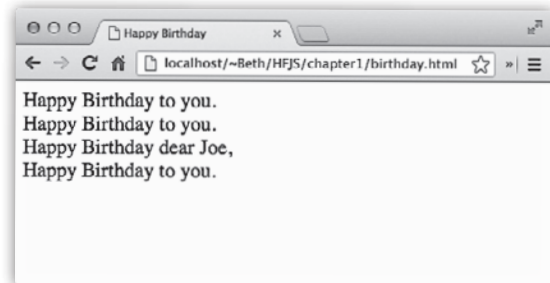 Happy Birthday
localhost/~Beth/HFJS/chapter1/birthday.html
Happy Birthday to you.
Happy Birthday to you.
Happy Birthday dear Joe,
Happy Birthday to you.